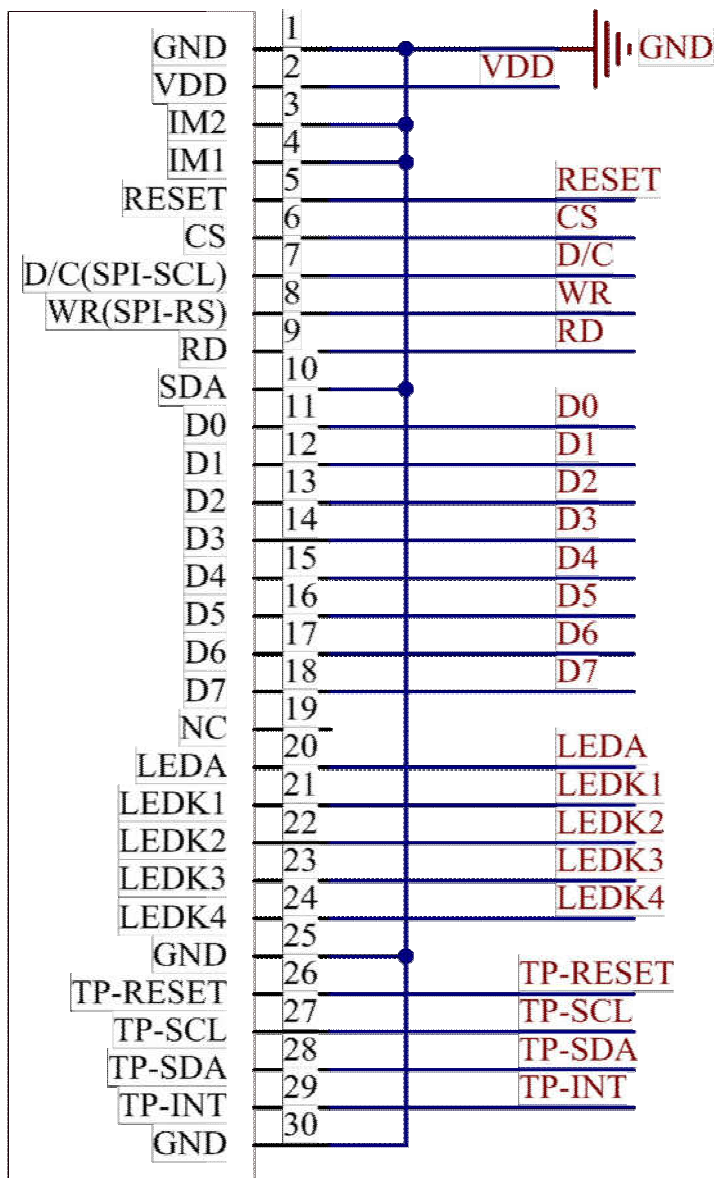 GND 1 GND
VDD 2 VDD
IM2 3
IM1 4
RESET 5 RESET
CS 6 CS
D/C(SPI-SCL) 7 D/C
WR(SPI-RS) 8 WR
RD 9 RD
SDA 10
D0 11 D0
D1 12 D1
D2 13 D2
D3 14 D3
D4 15 D4
D5 16 D5
D6 17 D6
D7 18 D7
NC 19
LEDA 20 LEDA
LEDK1 21 LEDK1
LEDK2 22 LEDK2
LEDK3 23 LEDK3
LEDK4 24 LEDK4
GND 25
TP-RESET 26 TP-RESET
TP-SCL 27 TP-SCL
TP-SDA 28 TP-SDA
TP-INT 29 TP-INT
GND 30